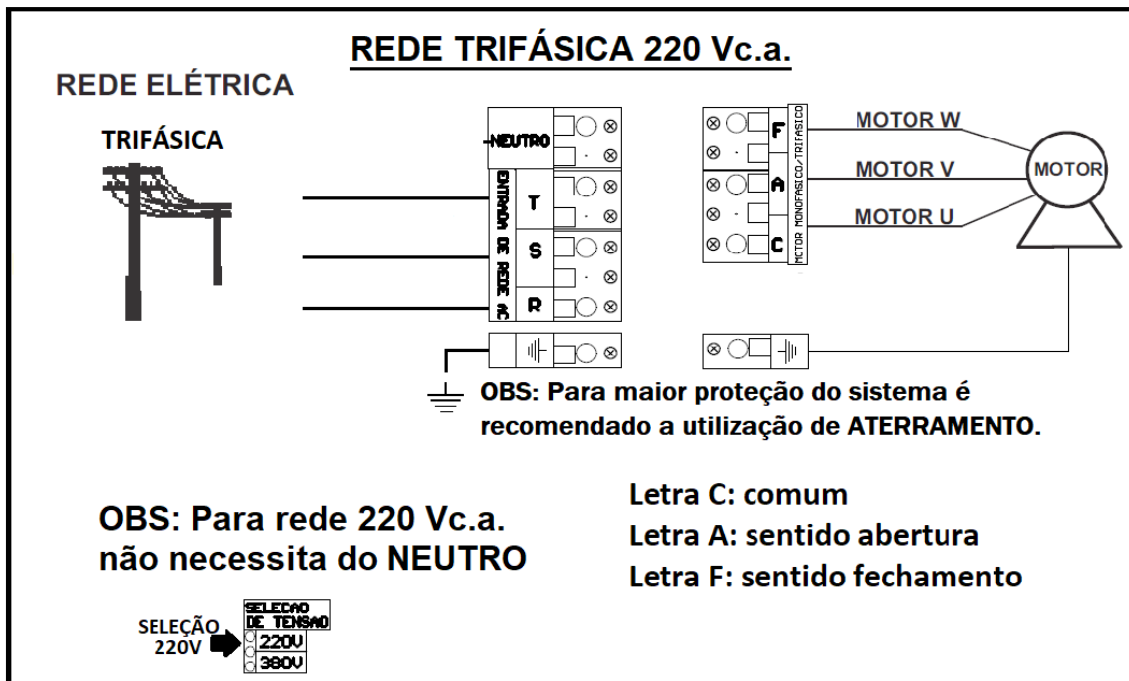 REDE TRIFÁSICA 220 Vc.a.
REDE ELÉTRICA
TRIFÁSICA
NEUTRO
ENTRADA DE REDE AC
T
S
R
F
A
C
MOTOR MONOFASICO/TRIFASICO
MOTOR W
MOTOR V
MOTOR U
MOTOR
OBS: Para maior proteção do sistema é
recomendado a utilização de ATERRAMENTO.
OBS: Para rede 220 Vc.a.
não necessita do NEUTRO
Letra C: comum
Letra A: sentido abertura
Letra F: sentido fechamento
SELEÇÃO
220V
SELECAO
DE TENSAO
220V
380V